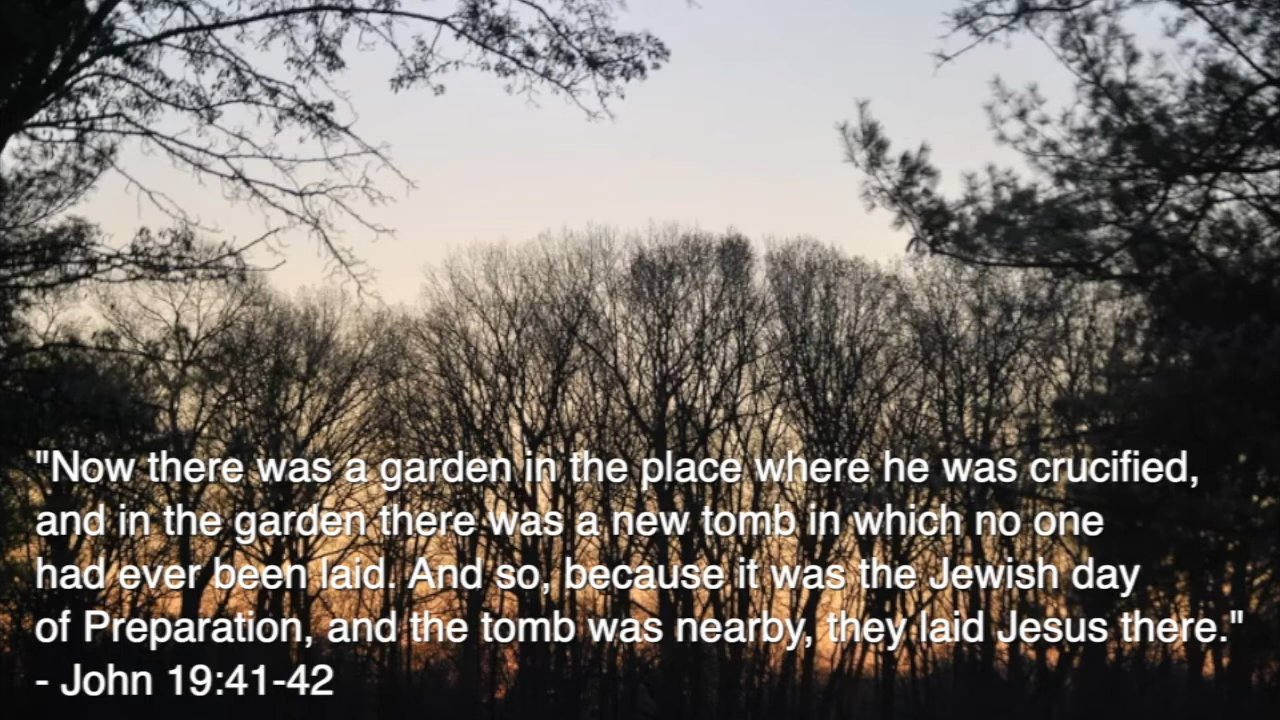 "Now there was a garden in the place where he was crucified,
and in the garden there was a new tomb in which no one
had ever been laid. And so, because it was the Jewish day
of Preparation, and the tomb was nearby, they laid Jesus there."
- John 19:41-42